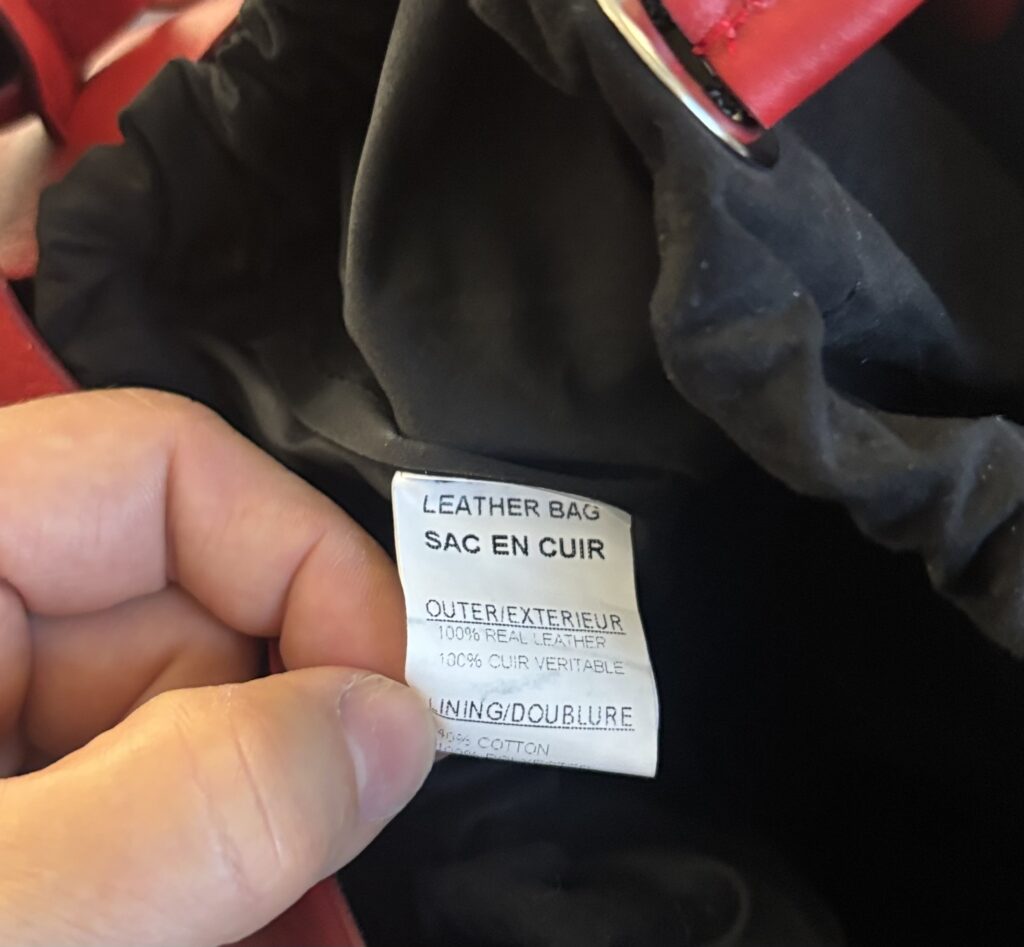 LEATHER BAG
SAC EN CUIR
OUTER/EXTERIEUR
100% REAL LEATHER
100% CUIR VERITABLE
LINING/DOUBLURE
COTTON